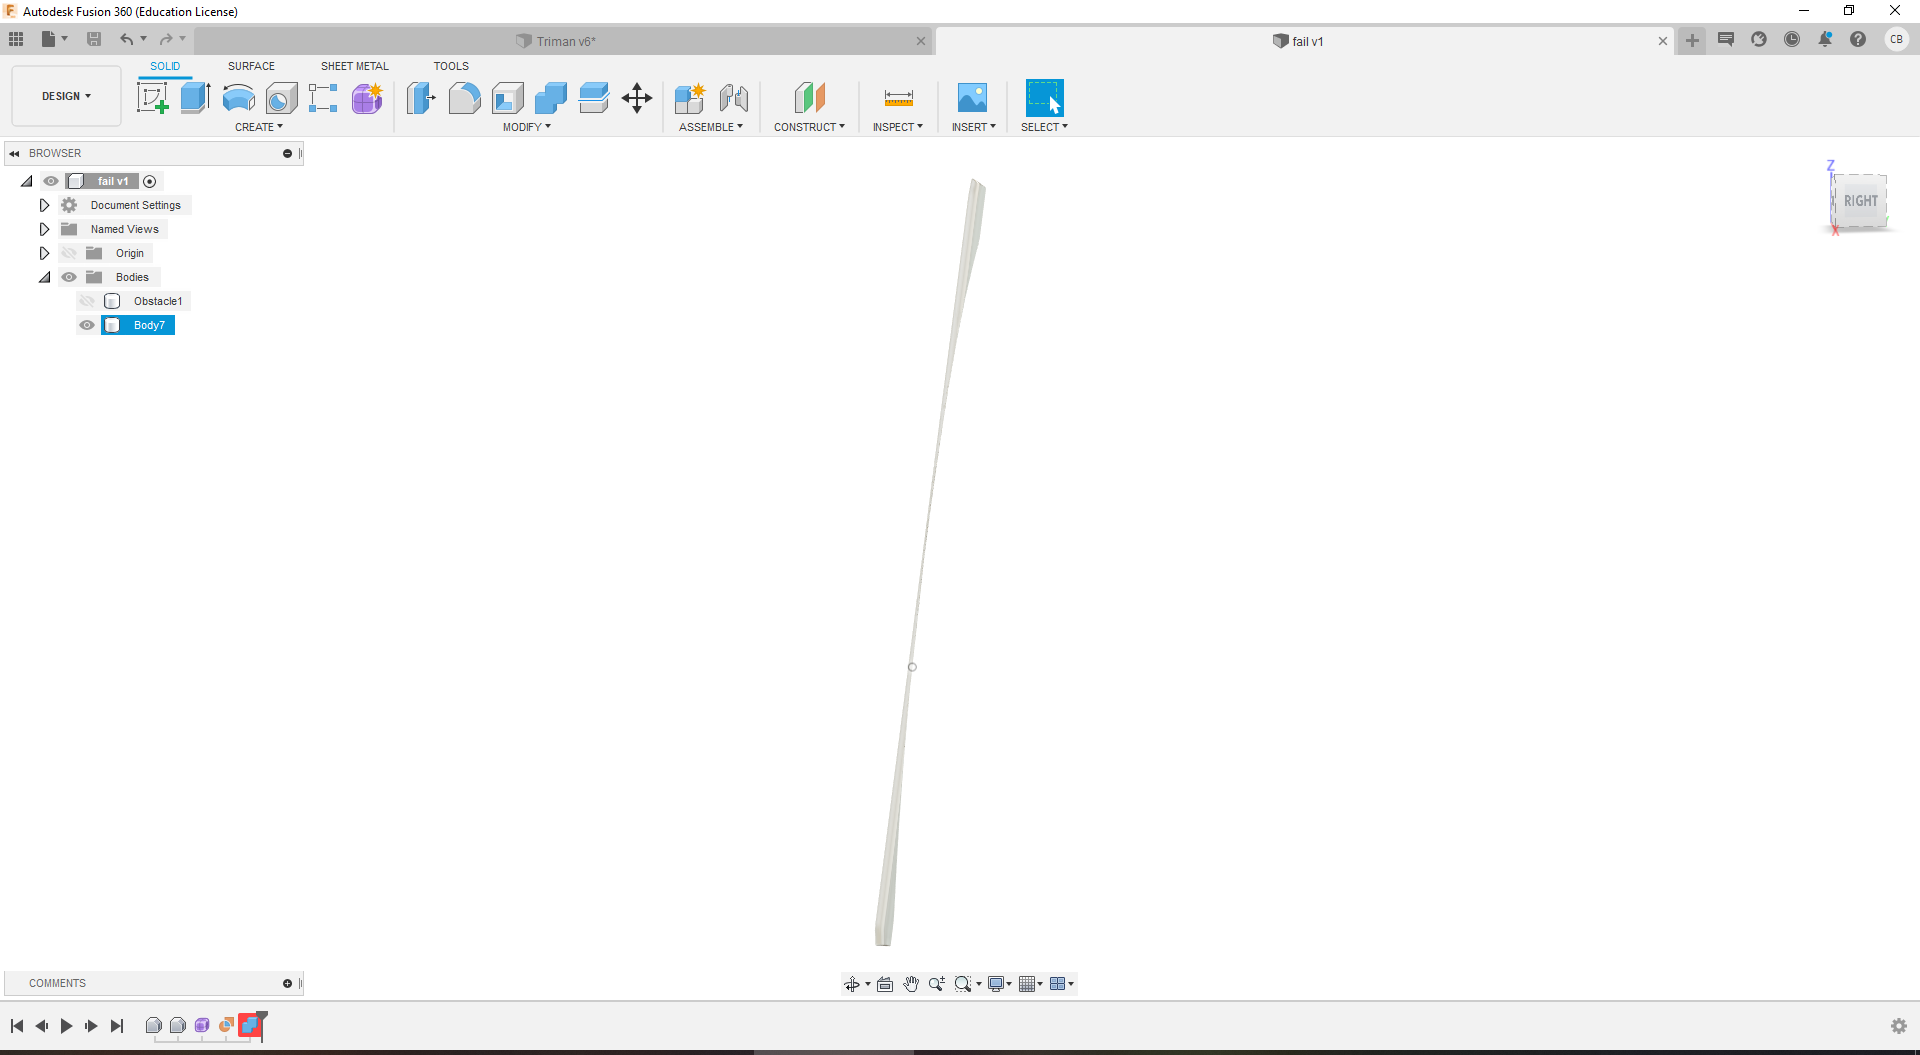 Autodesk Fusion 360 (Education License)
Triman v6*
fail v1
CB
DESIGN
SOLID
SURFACE
SHEET METAL
TOOLS
CREATE
MODIFY
ASSEMBLE
CONSTRUCT
INSPECT
INSERT
SELECT
BROWSER
fail v1
Document Settings
Named Views
Origin
Bodies
Obstacle1
Body7
Z
RIGHT
X
COMMENTS